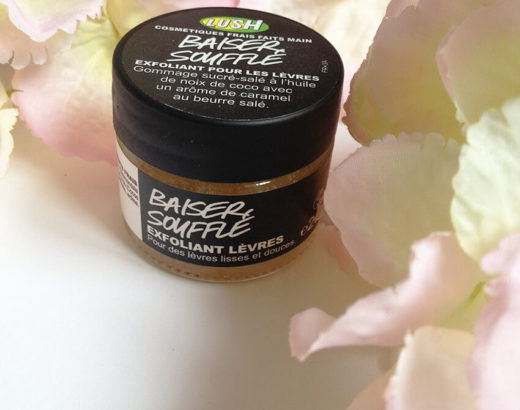 LUSH
COSMETIQUES FRAIS FAITS MAIN
BAISER
SOUFFLÉ
EXFOLIANT POUR LES LÈVRES
Gommage sucré-salé à l'huile
de noix de coco avec
un arôme de caramel
au beurre salé.
BAISER
SOUFFLÉ
EXFOLIANT LÈVRES
Pour des lèvres lisses et douces.